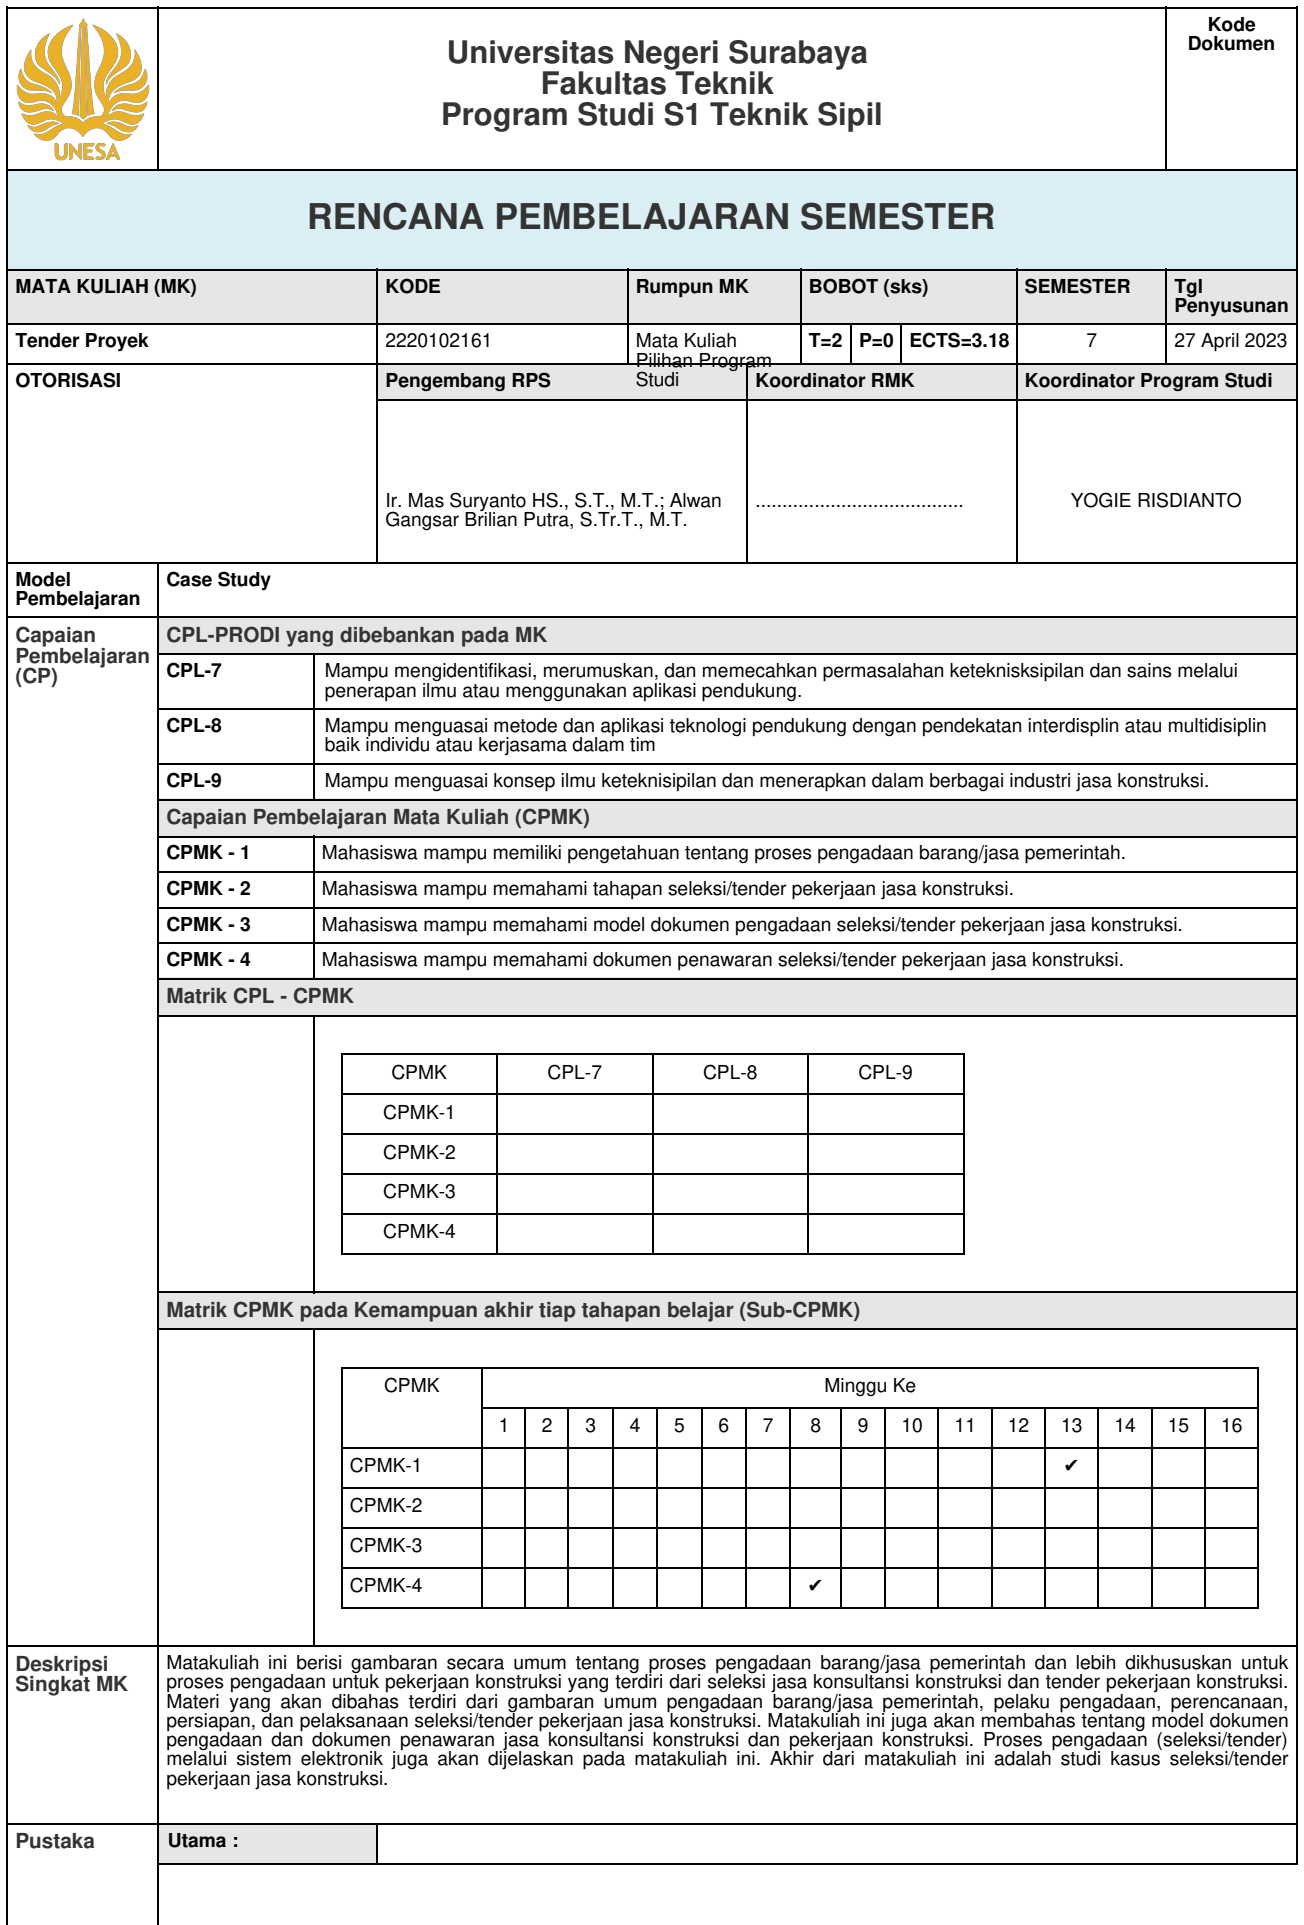 UNESA
Universitas Negeri Surabaya
Fakultas Teknik
Program Studi S1 Teknik Sipil
Kode
Dokumen
RENCANA PEMBELAJARAN SEMESTER
MATA KULIAH (MK)
KODE
Rumpun MK
BOBOT (sks)
SEMESTER
Tgl
Penyusunan
Tender Proyek
2220102161
Mata Kuliah
Pilihan Program
Studi
T=2
P=0
ECTS=3.18
7
27 April 2023
OTORISASI
Pengembang RPS
Koordinator RMK
Koordinator Program Studi
Ir. Mas Suryanto HS., S.T., M.T.; Alwan
Gangsar Brilian Putra, S.Tr.T., M.T.
.......................................
YOGIE RISDIANTO
Model
Pembelajaran
Case Study
Capaian
Pembelajaran
(CP)
CPL-PRODI yang dibebankan pada MK
CPL-7
Mampu mengidentifikasi, merumuskan, dan memecahkan permasalahan keteknisksipilan dan sains melalui
penerapan ilmu atau menggunakan aplikasi pendukung.
CPL-8
Mampu menguasai metode dan aplikasi teknologi pendukung dengan pendekatan interdisplin atau multidisiplin
baik individu atau kerjasama dalam tim
CPL-9
Mampu menguasai konsep ilmu keteknisipilan dan menerapkan dalam berbagai industri jasa konstruksi.
Capaian Pembelajaran Mata Kuliah (CPMK)
CPMK - 1
Mahasiswa mampu memiliki pengetahuan tentang proses pengadaan barang/jasa pemerintah.
CPMK - 2
Mahasiswa mampu memahami tahapan seleksi/tender pekerjaan jasa konstruksi.
CPMK - 3
Mahasiswa mampu memahami model dokumen pengadaan seleksi/tender pekerjaan jasa konstruksi.
CPMK - 4
Mahasiswa mampu memahami dokumen penawaran seleksi/tender pekerjaan jasa konstruksi.
Matrik CPL - CPMK
CPMK CPL-7 CPL-8 CPL-9
CPMK-1
CPMK-2
CPMK-3
CPMK-4
Matrik CPMK pada Kemampuan akhir tiap tahapan belajar (Sub-CPMK)
CPMK Minggu Ke
1 2 3 4 5 6 7 8 9 10 11 12 13 14 15 16
CPMK-1 ✔
CPMK-2
CPMK-3
CPMK-4 ✔
Deskripsi
Singkat MK
Matakuliah ini berisi gambaran secara umum tentang proses pengadaan barang/jasa pemerintah dan lebih dikhususkan untuk
proses pengadaan untuk pekerjaan konstruksi yang terdiri dari seleksi jasa konsultansi konstruksi dan tender pekerjaan konstruksi.
Materi yang akan dibahas terdiri dari gambaran umum pengadaan barang/jasa pemerintah, pelaku pengadaan, perencanaan,
persiapan, dan pelaksanaan seleksi/tender pekerjaan jasa konstruksi. Matakuliah ini juga akan membahas tentang model dokumen
pengadaan dan dokumen penawaran jasa konsultansi konstruksi dan pekerjaan konstruksi. Proses pengadaan (seleksi/tender)
melalui sistem elektronik juga akan dijelaskan pada matakuliah ini. Akhir dari matakuliah ini adalah studi kasus seleksi/tender
pekerjaan jasa konstruksi.
Pustaka
Utama :